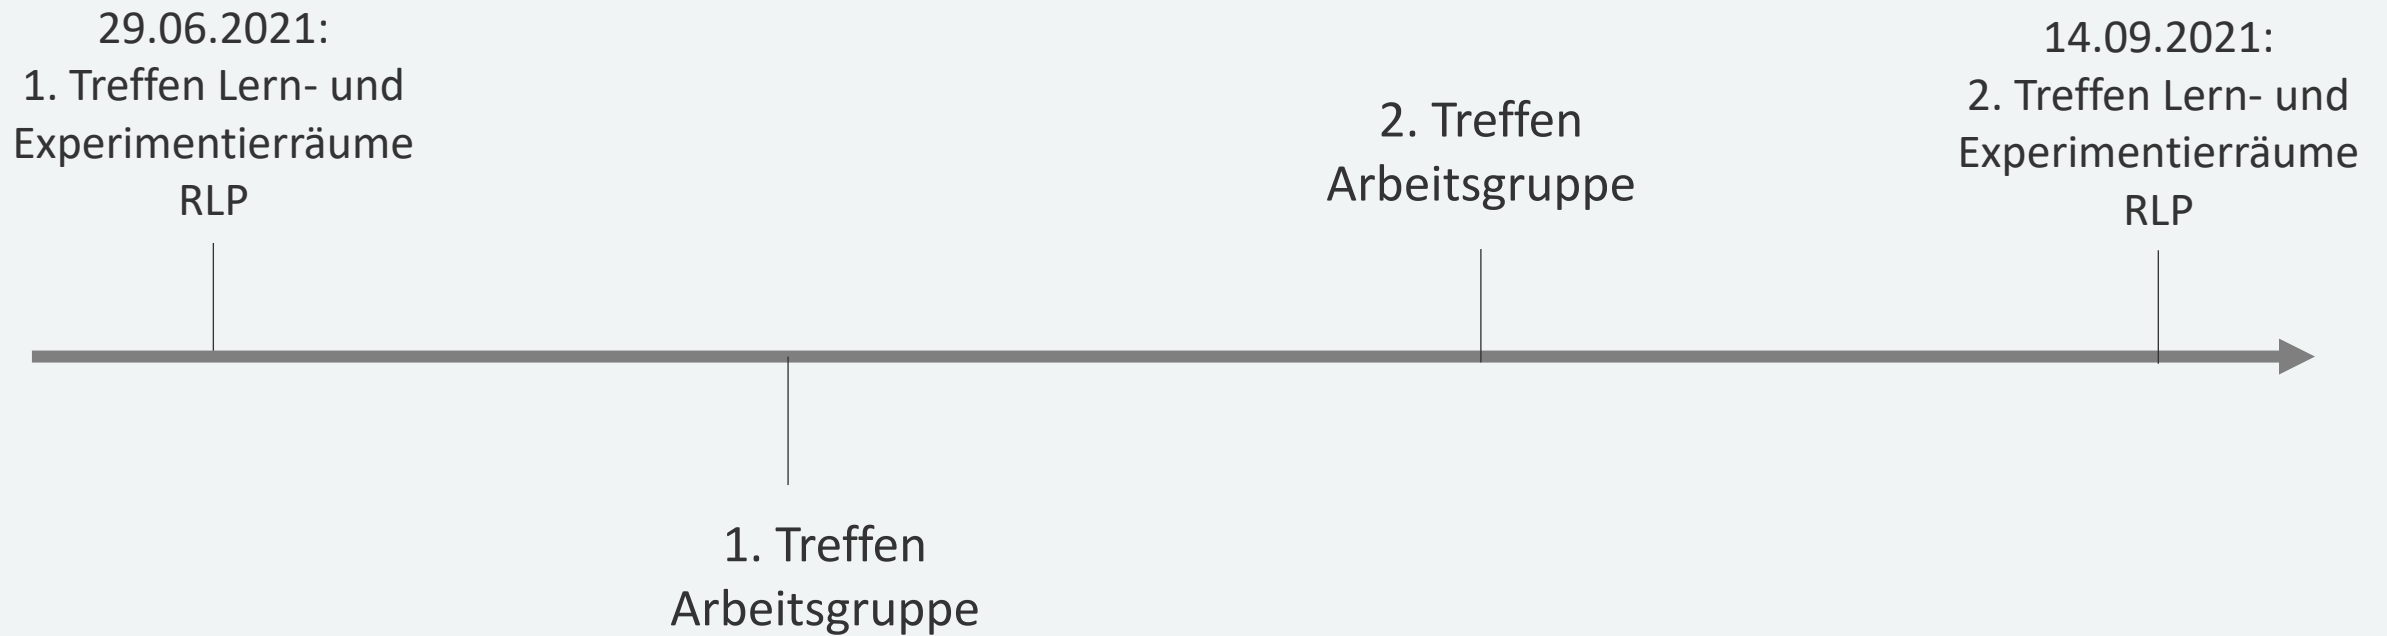 29.06.2021:
1. Treffen Lern- und
Experimentierräume
RLP
1. Treffen
Arbeitsgruppe
2. Treffen
Arbeitsgruppe
14.09.2021:
2. Treffen Lern- und
Experimentierräume
RLP